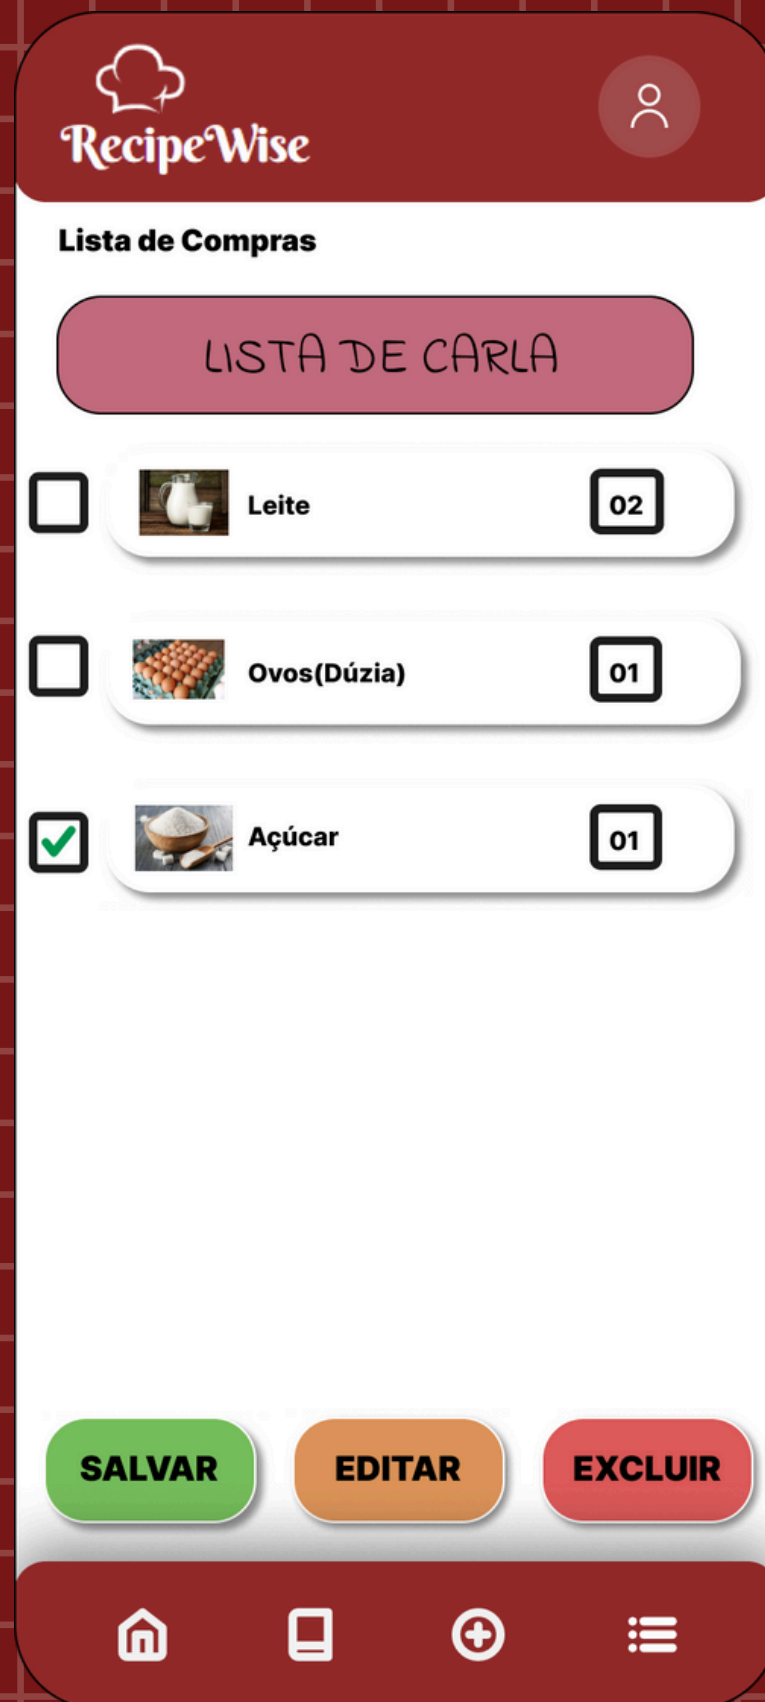 RecipeWise
Lista de Compras
LISTA DE CARLA
Leite 02
Ovos(Dúzia) 01
Açúcar 01
SALVAR EDITAR EXCLUIR